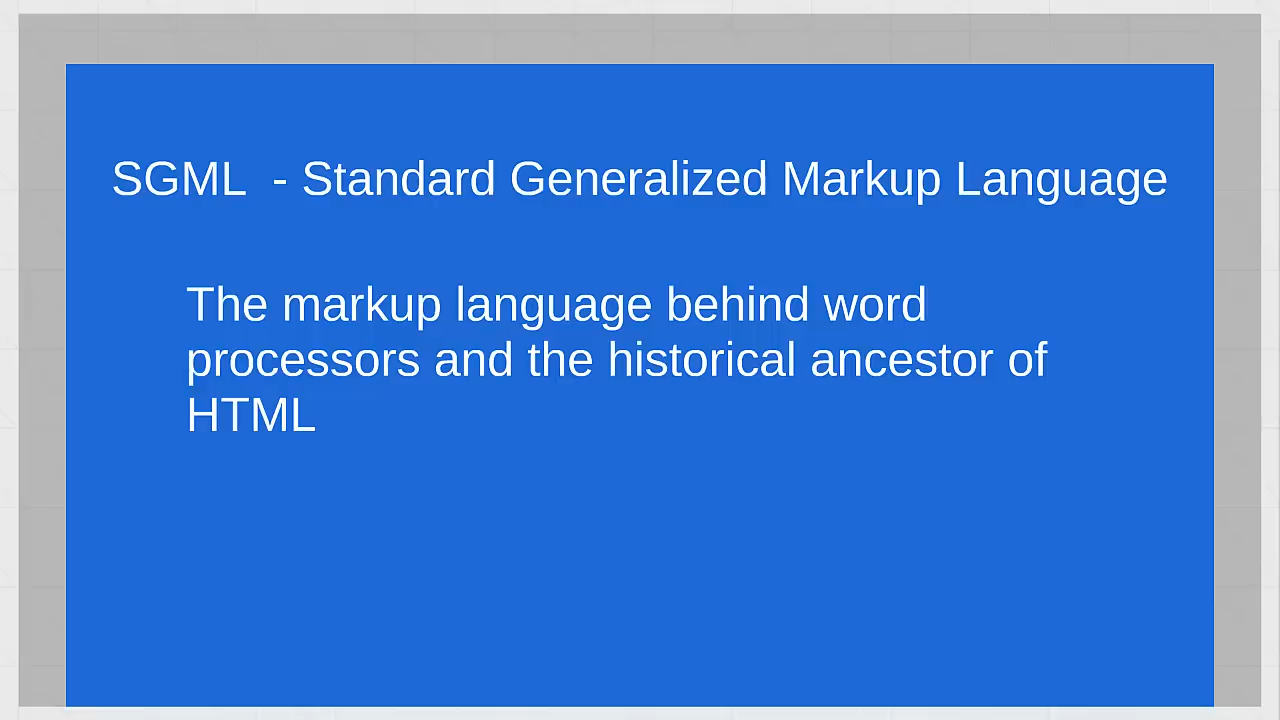 SGML  - Standard Generalized Markup Language
The markup language behind word
processors and the historical ancestor of
HTML